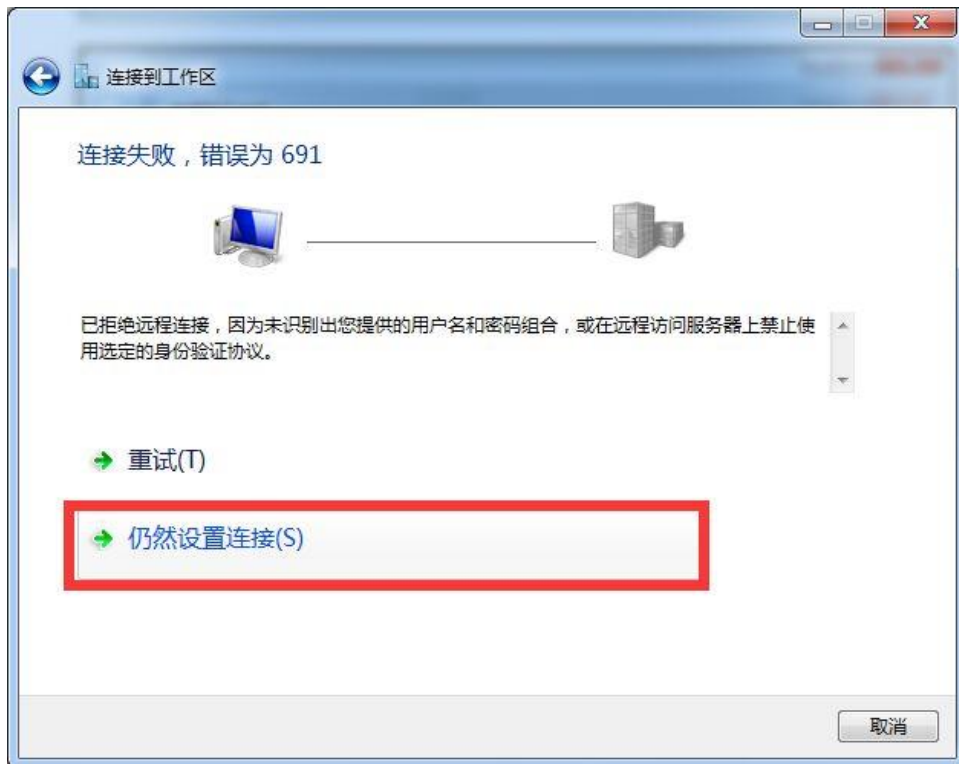 连接到工作区
连接失败，错误为 691
已拒绝远程连接，因为未识别出您提供的用户名和密码组合，或在远程访问服务器上禁止使
用选定的身份验证协议。
重试(T)
仍然设置连接(S)
取消